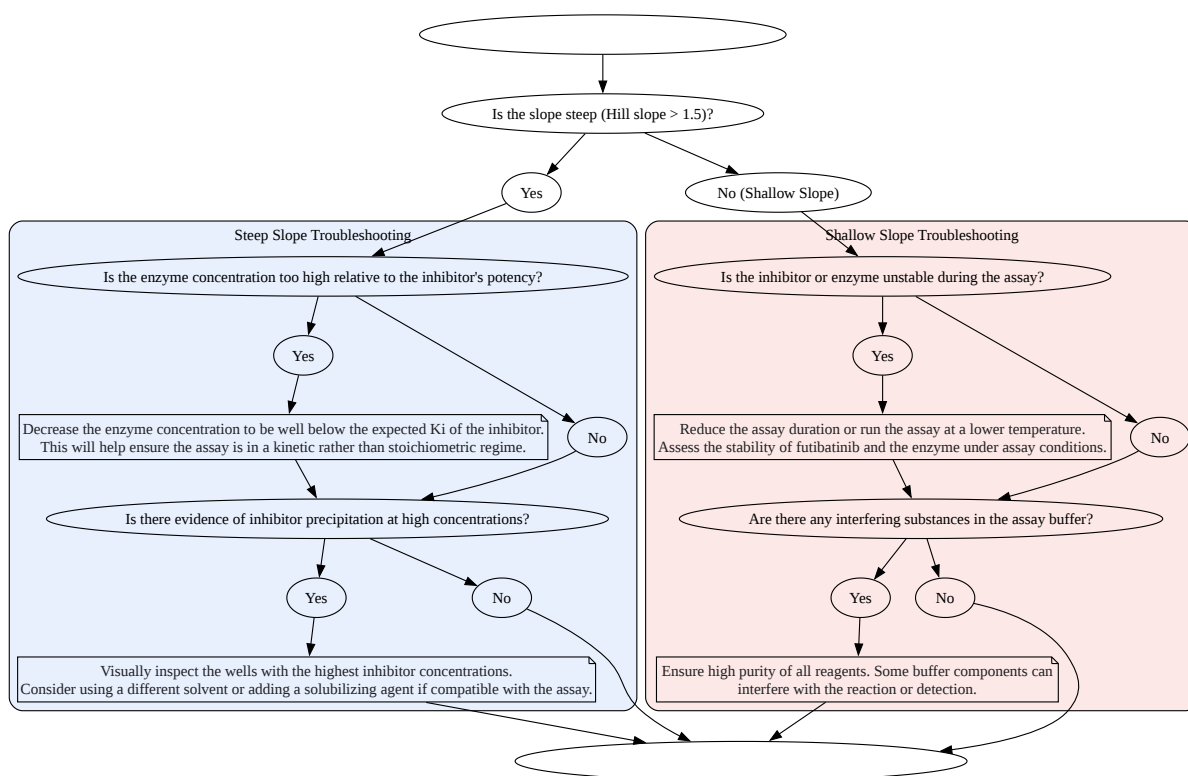 Is the slope steep (Hill slope > 1.5)?
Yes
No (Shallow Slope)
Steep Slope Troubleshooting
Is the enzyme concentration too high relative to the inhibitor's potency?
Yes
Decrease the enzyme concentration to be well below the expected Ki of the inhibitor.
This will help ensure the assay is in a kinetic rather than stoichiometric regime.
No
Is there evidence of inhibitor precipitation at high concentrations?
Yes
No
Visually inspect the wells with the highest inhibitor concentrations.
Consider using a different solvent or adding a solubilizing agent if compatible with the assay.
Shallow Slope Troubleshooting
Is the inhibitor or enzyme unstable during the assay?
Yes
Reduce the assay duration or run the assay at a lower temperature.
Assess the stability of futibatinib and the enzyme under assay conditions.
No
Are there any interfering substances in the assay buffer?
Yes
No
Ensure high purity of all reagents. Some buffer components can
interfere with the reaction or detection.